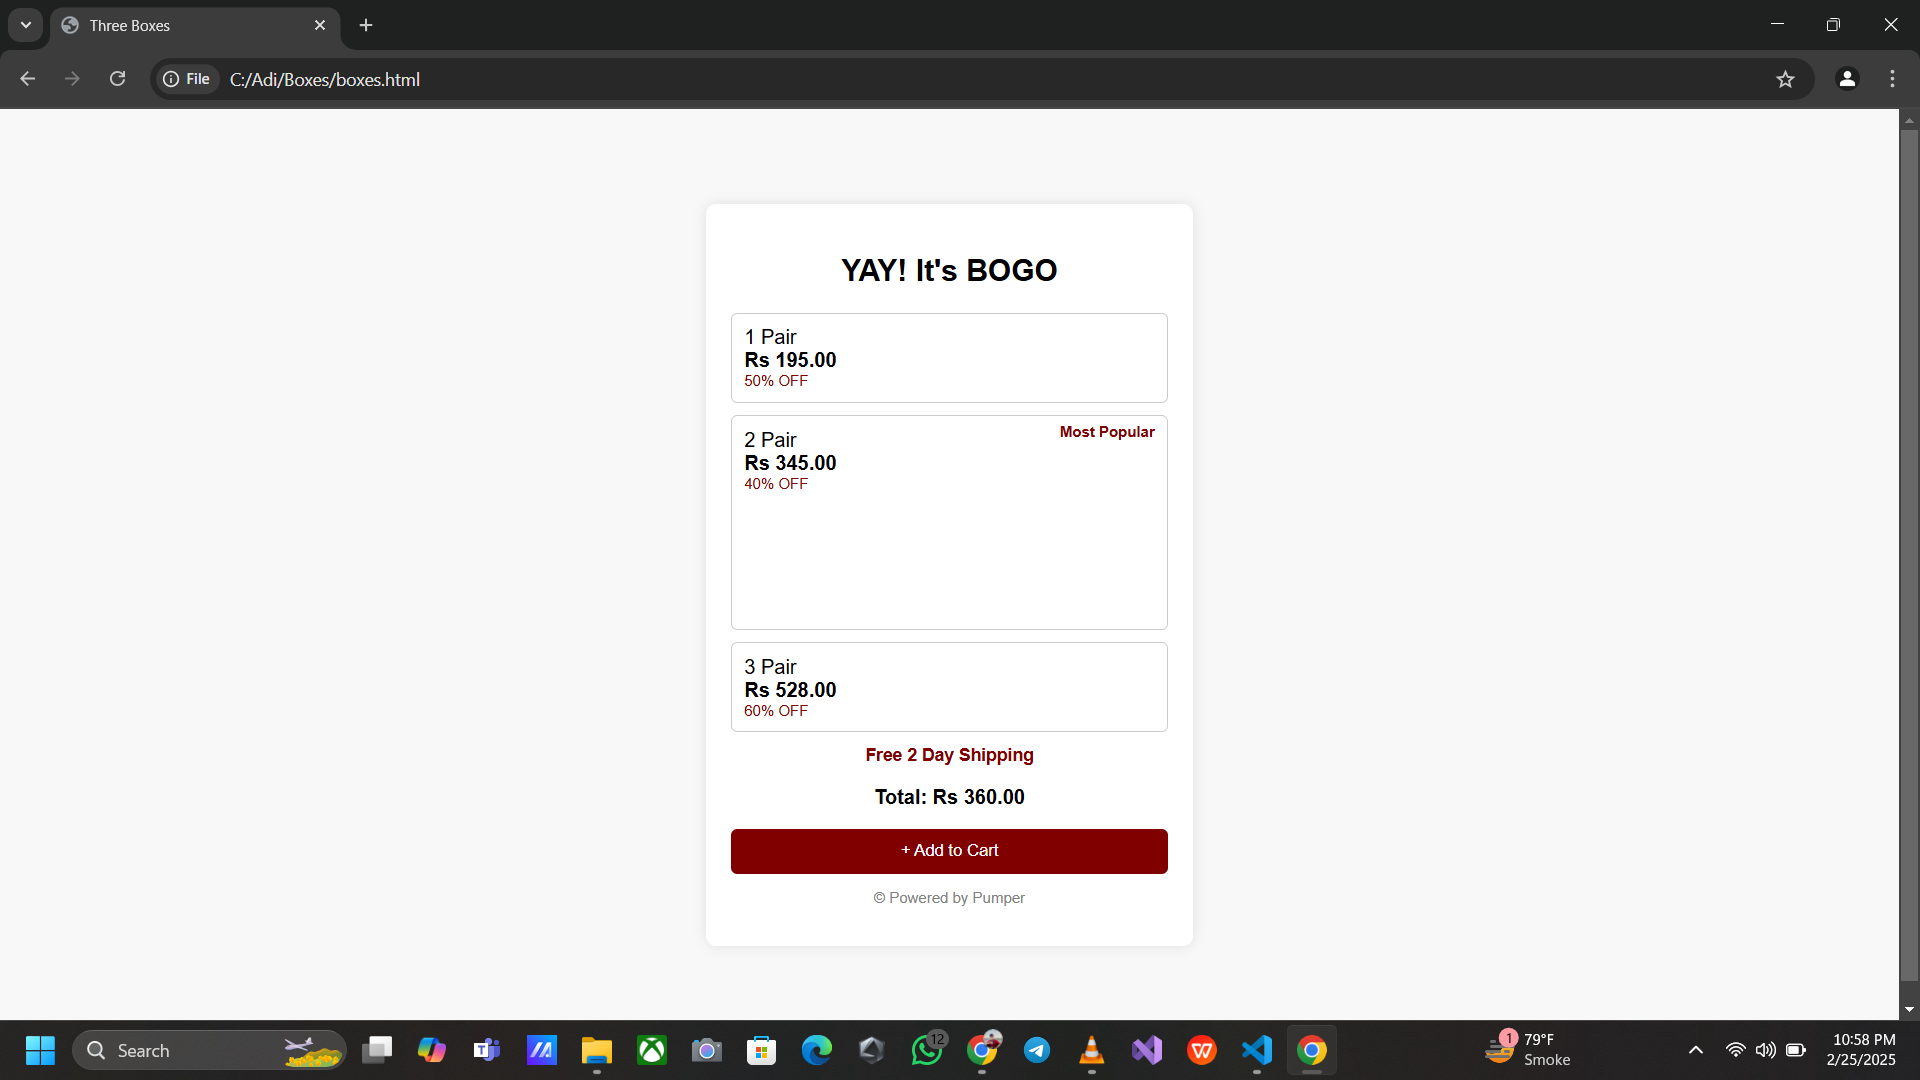 Three Boxes
File
C:/Adi/Boxes/boxes.html
YAY! It's BOGO
1 Pair
Rs 195.00
50% OFF
Most Popular
2 Pair
Rs 345.00
40% OFF
3 Pair
Rs 528.00
60% OFF
Free 2 Day Shipping
Total: Rs 360.00
+ Add to Cart
© Powered by Pumper
Search
12
1
79°F
Smoke
10:58 PM
2/25/2025